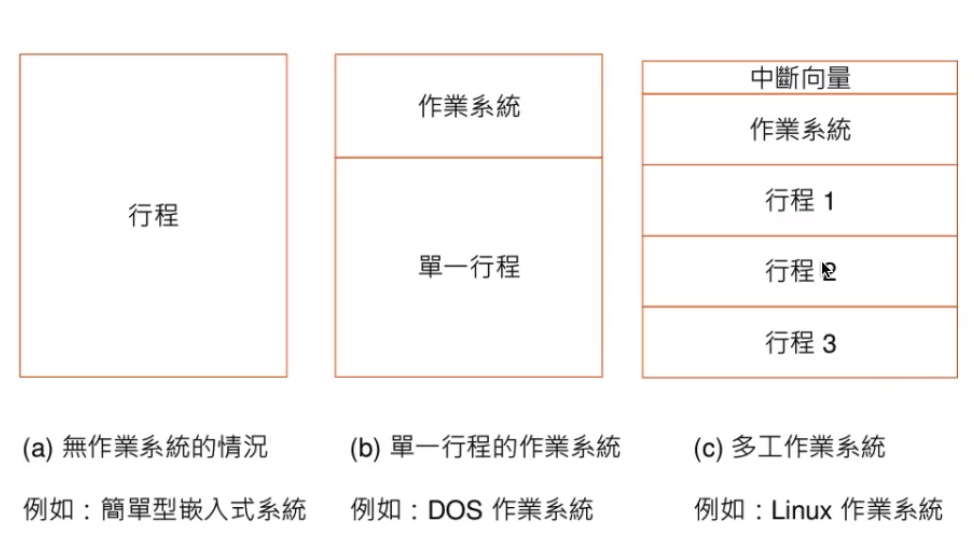 行程
作業系統
單一行程
中斷向量
作業系統
行程 1
行程 2
行程 3
(a) 無作業系統的情況
例如：簡單型嵌入式系統
(b) 單一行程的作業系統
例如：DOS 作業系統
(c) 多工作業系統
例如：Linux 作業系統